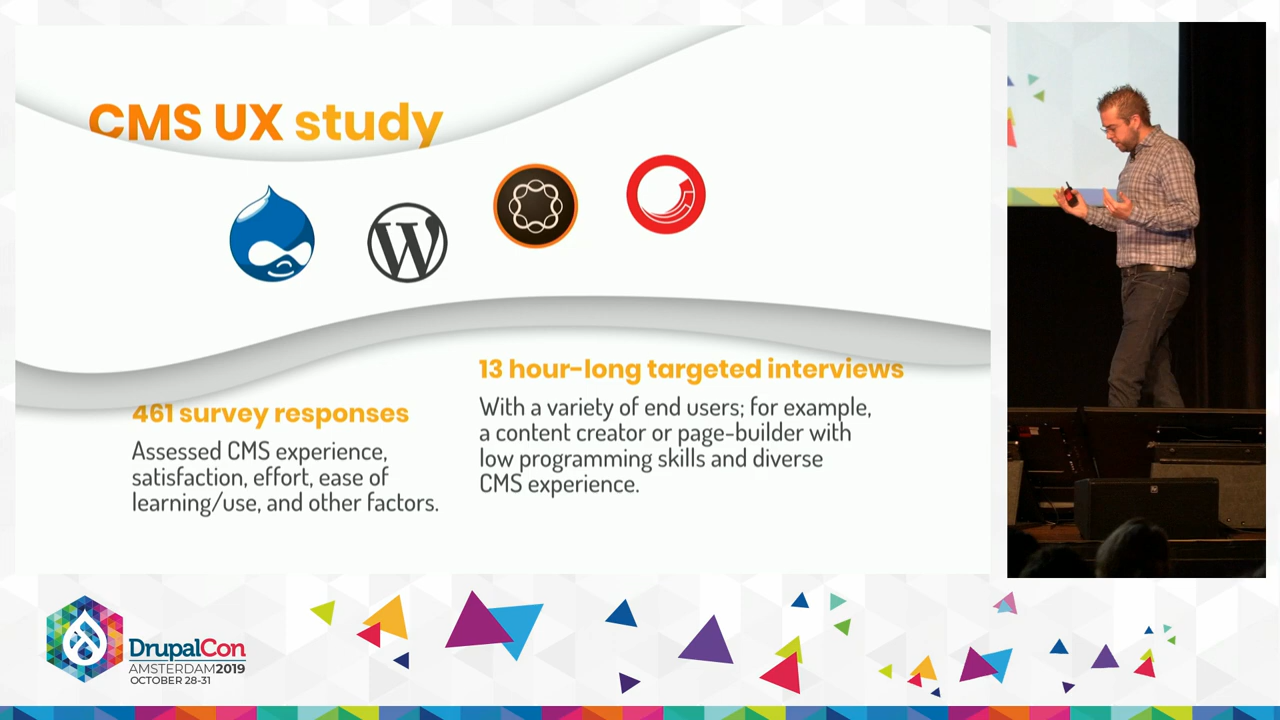 CMS UX study
461 survey responses
Assessed CMS experience,
satisfaction, effort, ease of
learning/use, and other factors.
13 hour-long targeted interviews
With a variety of end users; for example,
a content creator or page-builder with
low programming skills and diverse
CMS experience.
DrupalCon
AMSTERDAM2019
OCTOBER 28-31